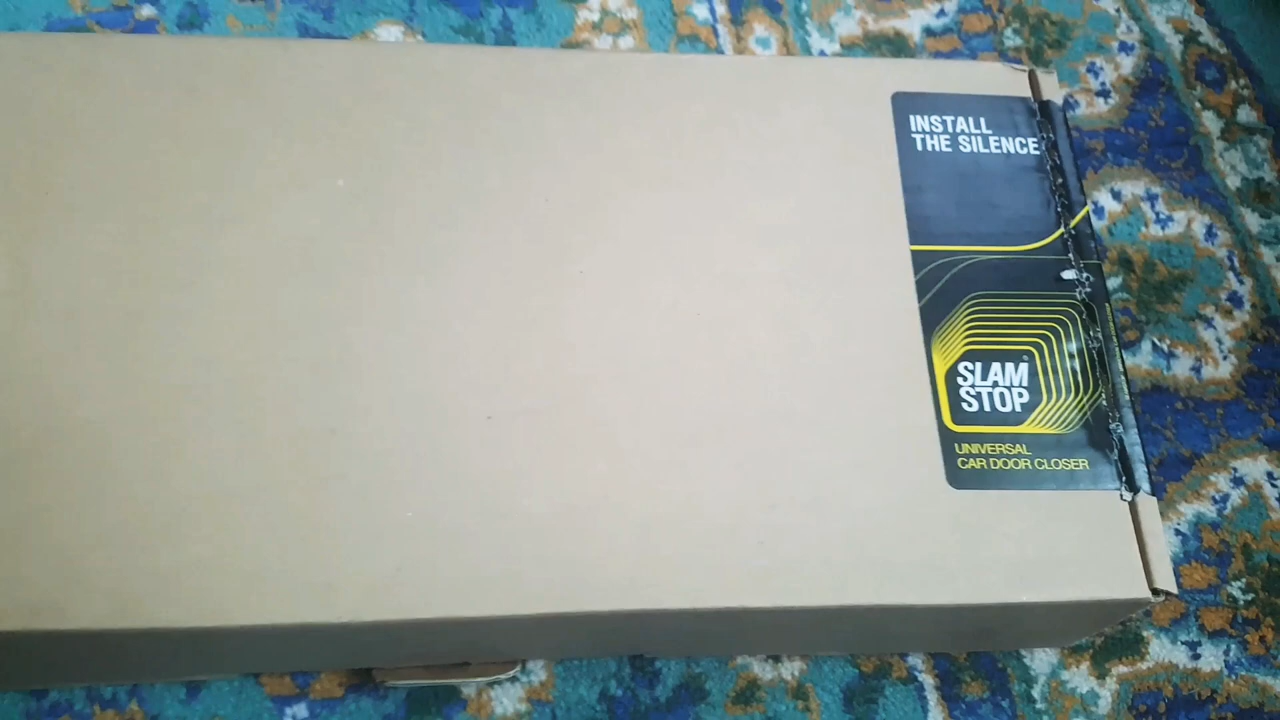 INSTALL
THE SILENCE
SLAM
STOP
®
UNIVERSAL
CAR DOOR CLOSER